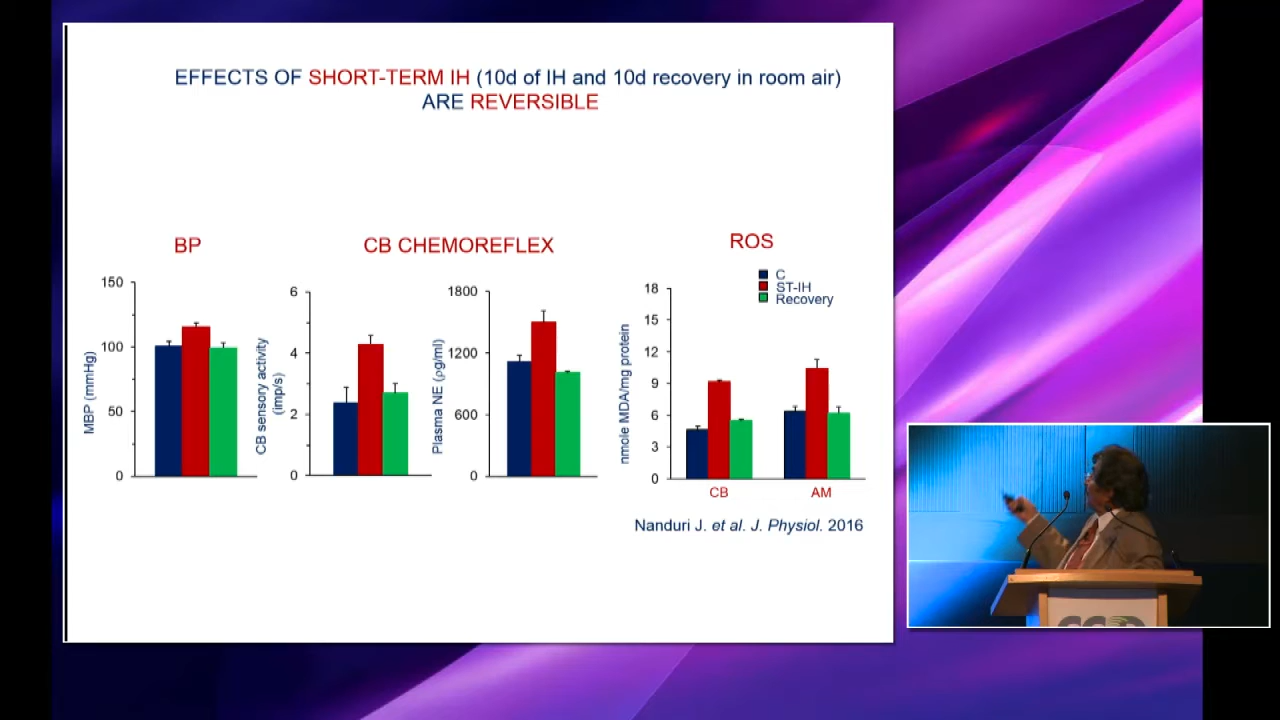 EFFECTS OF SHORT-TERM IH (10d of IH and 10d recovery in room air)
ARE REVERSIBLE
BP
CB CHEMOREFLEX
ROS
C
ST-IH
Recovery
MBP (mmHg)
150
100
50
0
CB sensory activity
(imp/s)
6
4
2
0
Plasma NE (ρg/ml)
1800
1200
600
0
nmole MDA/mg protein
18
15
12
9
6
3
0
CB
AM
Nanduri J. et al. J. Physiol. 2016